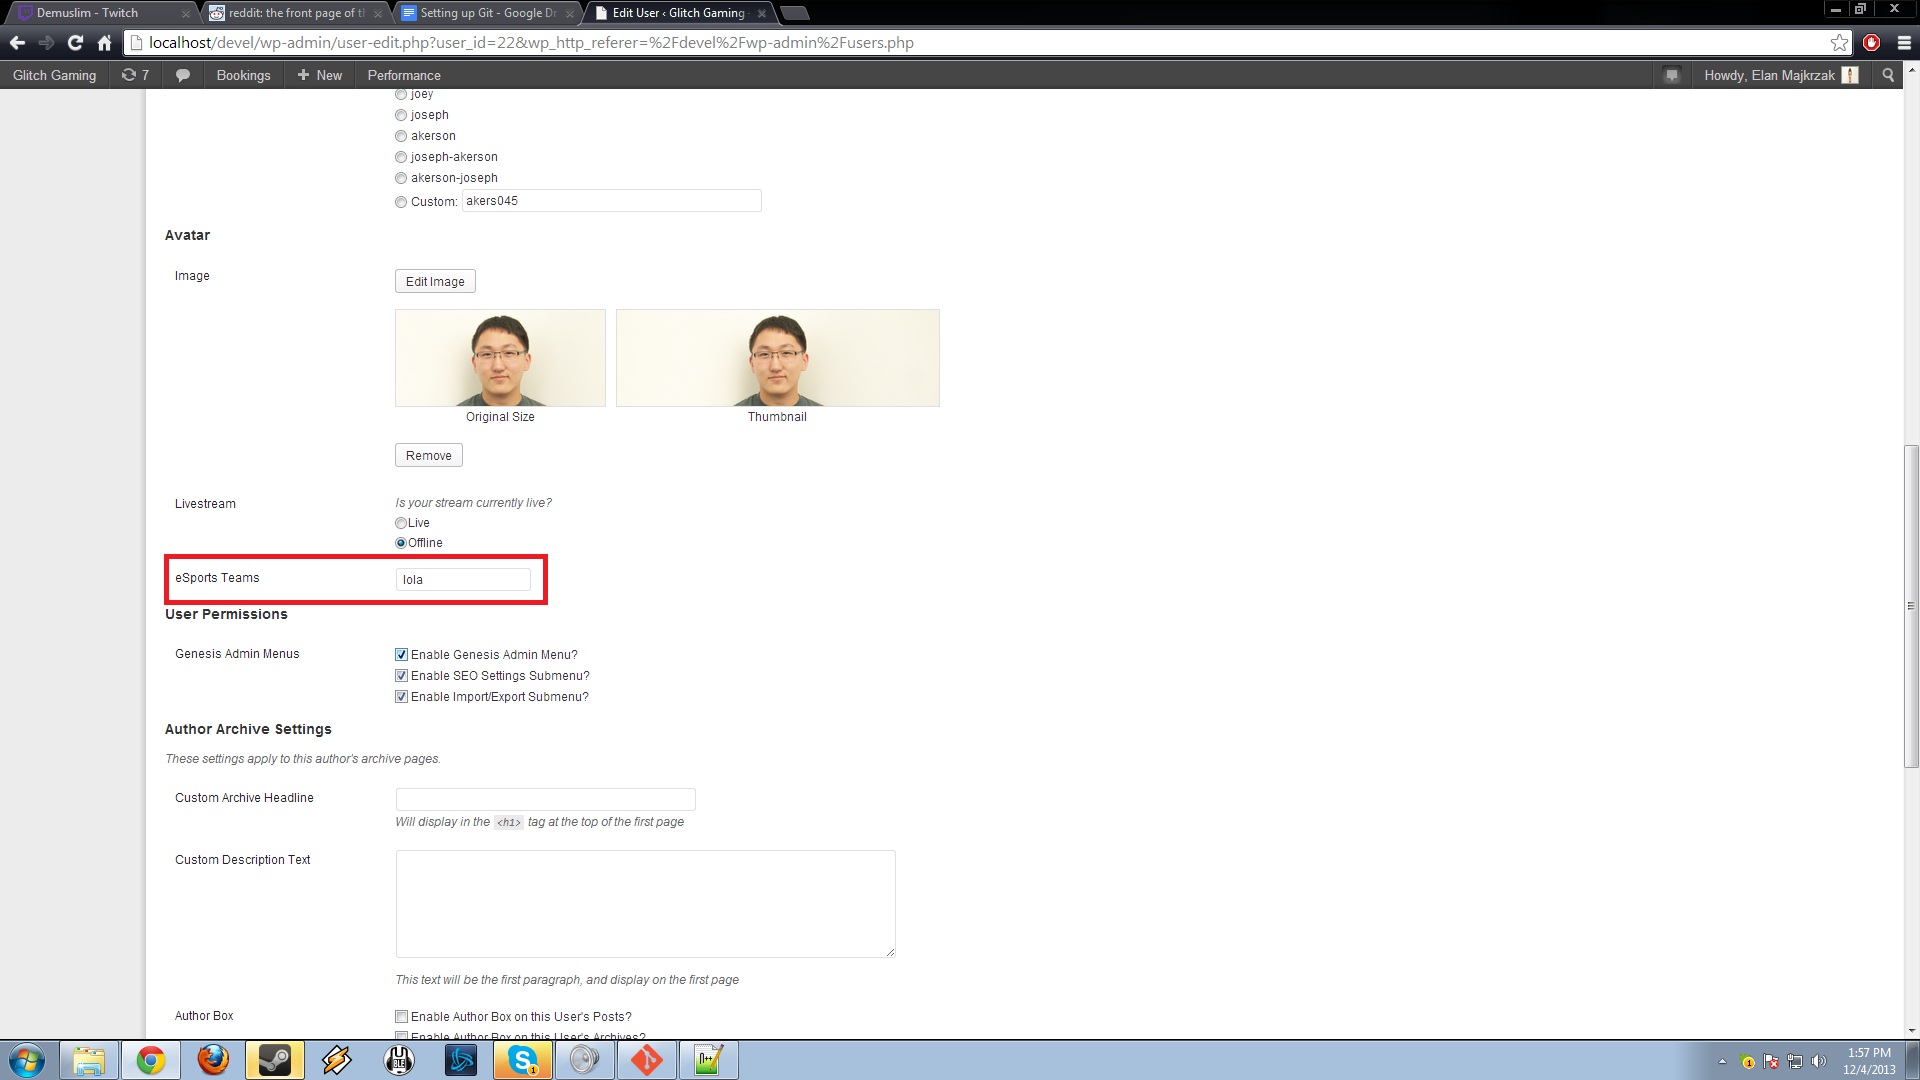 Demuslim - Twitch
reddit: the front page of th
Setting up Git - Google Dr
Edit User ‹ Glitch Gaming
localhost/devel/wp-admin/user-edit.php?user_id=22&wp_http_referer=%2Fdevel%2Fwp-admin%2Fusers.php
Glitch Gaming 7 Bookings + New Performance Howdy, Elan Majkrzak
joey
joseph
akerson
joseph-akerson
akerson-joseph
Custom: akers045
Avatar
Image Edit Image
Original Size Thumbnail
Remove
Livestream Is your stream currently live?
Live
Offline
eSports Teams lola
User Permissions
Genesis Admin Menus Enable Genesis Admin Menu?
Enable SEO Settings Submenu?
Enable Import/Export Submenu?
Author Archive Settings
These settings apply to this author's archive pages.
Custom Archive Headline
Will display in the <h1> tag at the top of the first page
Custom Description Text
This text will be the first paragraph, and display on the first page
Author Box Enable Author Box on this User's Posts?
Enable Author Box on this User's Archives?
1:57 PM
12/4/2013